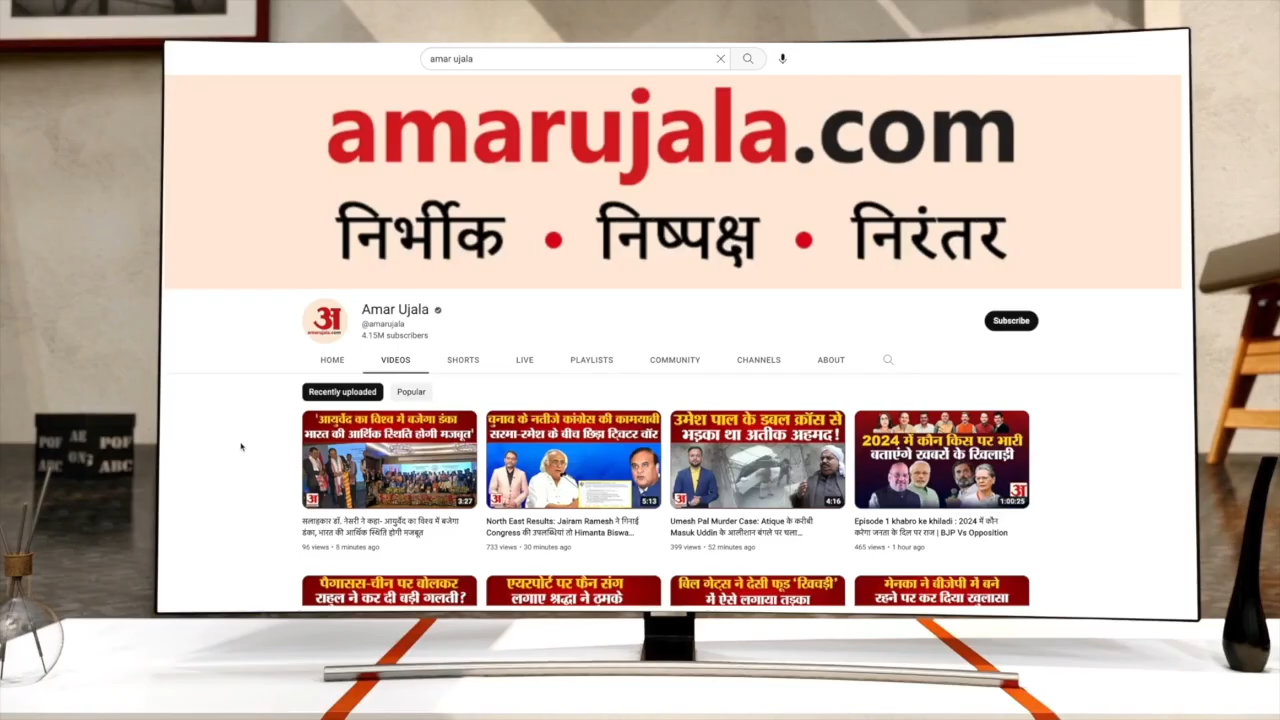 amar ujala
amarujala.com
निर्भीक • निष्पक्ष • निरंतर
अ
amarujala.com
Amar Ujala
@amarujala
4.15M subscribers
Subscribe
HOME VIDEOS SHORTS LIVE PLAYLISTS COMMUNITY CHANNELS ABOUT
Recently uploaded Popular
'आयुर्वेद का विश्व में बजेगा डंका
भारत की आर्थिक स्थिति होगी मजबूत'
अ
3:27
चुनाव के नतीजे कांग्रेस की कामयाबी
सरमा-रमेश के बीच छिड़ा ट्विटर वॉर
अ
5:13
उमेश पाल के डबल क्रॉस से
भड़का था अतीक अहमद!
अ
4:16
2024 में कौन किस पर भारी
बताएंगे खबरों के खिलाड़ी
अ
1:00:25
सलाहकार डॉ. नेसरी ने कहा- आयुर्वेद का विश्व में बजेगा
डंका, भारत की आर्थिक स्थिति होगी मजबूत
96 views • 8 minutes ago
North East Results: Jairam Ramesh ने गिनाई
Congress की उपलब्धियां तो Himanta Biswa...
733 views • 30 minutes ago
Umesh Pal Murder Case: Atique के करीबी
Masuk Uddin के आलीशान बंगले पर चला...
399 views • 52 minutes ago
Episode 1 khabro ke khiladi : 2024 में कौन
करेगा जनता के दिल पर राज | BJP Vs Opposition
465 views • 1 hour ago
पैगासस-चीन पर बोलकर
राहुल ने कर दी बड़ी गलती?
एयरपोर्ट पर फैन संग
लगाए श्रद्धा ने ठुमके
बिल गेट्स ने देसी फूड 'खिचड़ी'
में ऐसे लगाया तड़का
मेनका ने बीजेपी में बने
रहने पर कर दिया खुलासा
PQF
ABC
PQF
ABC